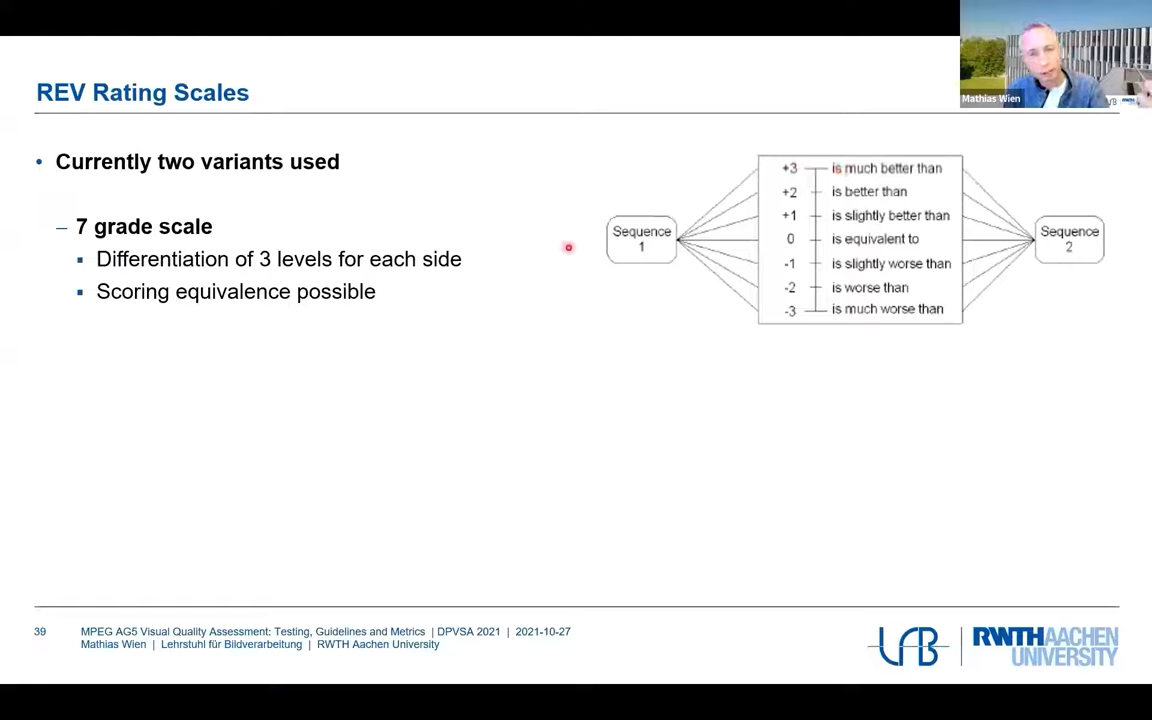 Mathias Wien
REV Rating Scales
• Currently two variants used
– 7 grade scale
▪ Differentiation of 3 levels for each side
▪ Scoring equivalence possible
Sequence
1
+3 is much better than
+2 is better than
+1 is slightly better than
0 is equivalent to
-1 is slightly worse than
-2 is worse than
-3 is much worse than
Sequence
2
39
MPEG AG5 Visual Quality Assessment: Testing, Guidelines and Metrics | DPVSA 2021 | 2021-10-27
Mathias Wien | Lehrstuhl für Bildverarbeitung | RWTH Aachen University
LfB
RWTHAACHEN
UNIVERSITY